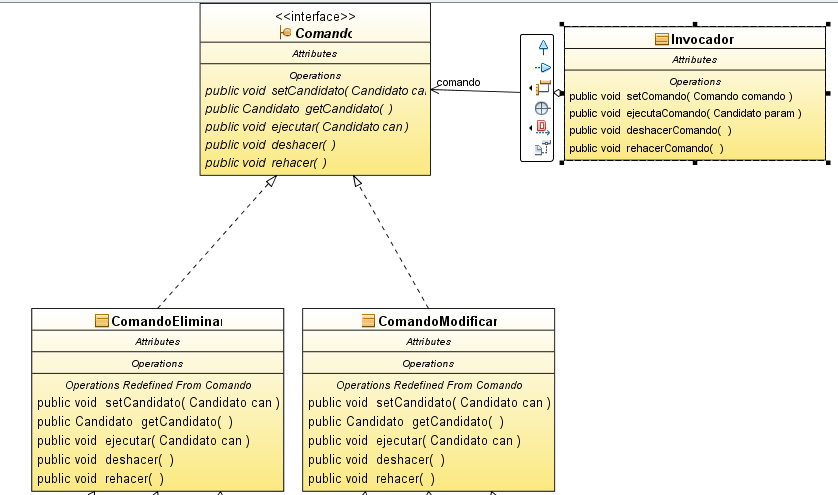 <<interface>>
Comando
Attributes
Operations
public void setCandidato( Candidato ca
public Candidato getCandidato( )
public void ejecutar( Candidato can )
public void deshacer( )
public void rehacer( )
comando
Invocador
Attributes
Operations
public void setComando( Comando comando )
public void ejecutaComando( Candidato param )
public void deshacerComando( )
public void rehacerComando( )
ComandoEliminar
Attributes
Operations
Operations Redefined From Comando
public void setCandidato( Candidato can )
public Candidato getCandidato( )
public void ejecutar( Candidato can )
public void deshacer( )
public void rehacer( )
ComandoModificar
Attributes
Operations
Operations Redefined From Comando
public void setCandidato( Candidato can )
public Candidato getCandidato( )
public void ejecutar( Candidato can )
public void deshacer( )
public void rehacer( )